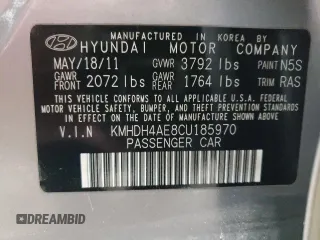 MANUFACTURED IN KOREA BY
HYUNDAI MOTOR COMPANY
MAY/18/11 GVWR 3792 lbs PAINT N5S
GAWR FRONT 2072 lbs GAWR REAR 1764 lbs TRIM RAS
THIS VEHICLE CONFORMS TO ALL APPLICABLE FEDERAL
MOTOR VEHICLE SAFETY, BUMPER, AND THEFT PREVENTION
STANDARDS IN EFFECT ON THE DATE OF MANUFACTURE SHOWN ABOVE.
V.I.N KMHDH4AE8CU185970
PASSENGER CAR
DREAMBID